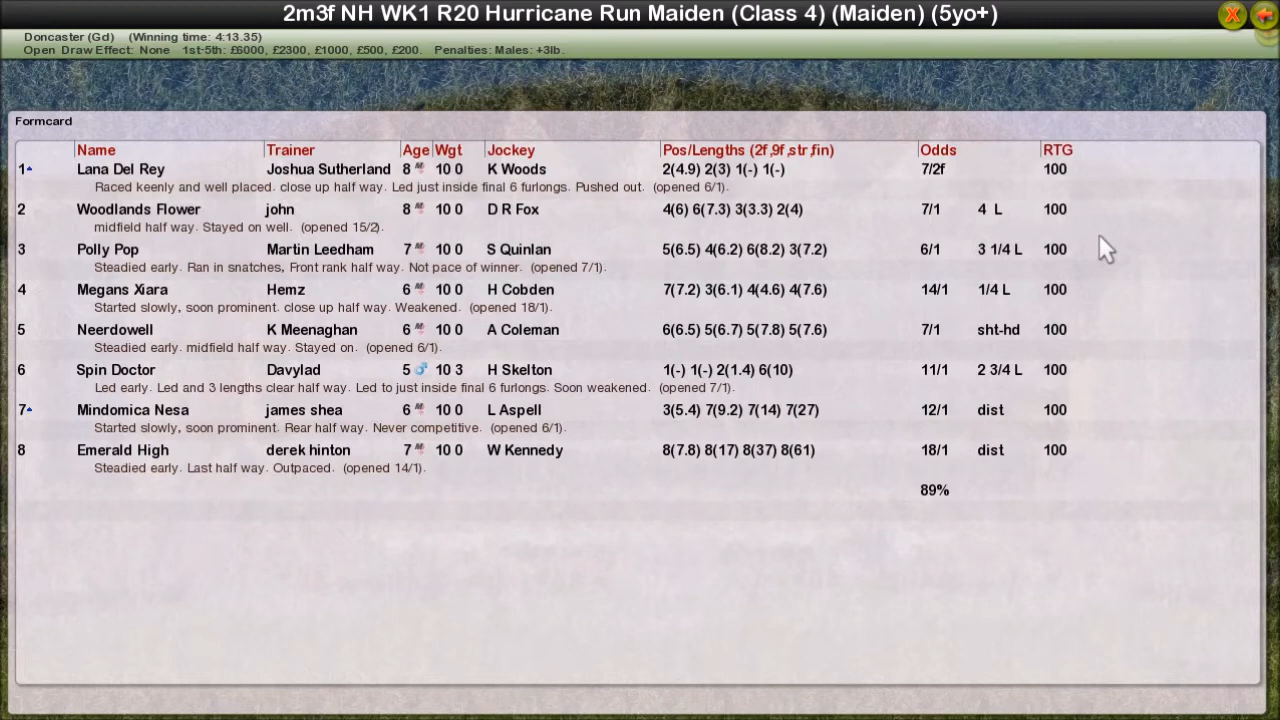 2m3f NH WK1 R20 Hurricane Run Maiden (Class 4) (Maiden) (5yo+)
X
Doncaster (Gd) (Winning time: 4:13.35)
Open Draw Effect: None 1st-5th: £6000, £2300, £1000, £500, £200. Penalties: Males: +3lb.
Formcard
Name Trainer Age Wgt Jockey Pos/Lengths (2f,9f,str,fin) Odds RTG
1 Lana Del Rey Joshua Sutherland 8 10 0 K Woods 2(4.9) 2(3) 1(-) 1(-) 7/2f 100
Raced keenly and well placed. close up half way. Led just inside final 6 furlongs. Pushed out. (opened 6/1).
2 Woodlands Flower john 8 10 0 D R Fox 4(6) 6(7.3) 3(3.3) 2(4) 7/1 4 L 100
midfield half way. Stayed on well. (opened 15/2).
3 Polly Pop Martin Leedham 7 10 0 S Quinlan 5(6.5) 4(6.2) 6(8.2) 3(7.2) 6/1 3 1/4 L 100
Steadied early. Ran in snatches, Front rank half way. Not pace of winner. (opened 7/1).
4 Megans Xiara Hemz 6 10 0 H Cobden 7(7.2) 3(6.1) 4(4.6) 4(7.6) 14/1 1/4 L 100
Started slowly, soon prominent. close up half way. Weakened. (opened 18/1).
5 Neerdowell K Meenaghan 6 10 0 A Coleman 6(6.5) 5(6.7) 5(7.8) 5(7.6) 7/1 sht-hd 100
Steadied early. midfield half way. Stayed on. (opened 6/1).
6 Spin Doctor Davylad 5 10 3 H Skelton 1(-) 1(-) 2(1.4) 6(10) 11/1 2 3/4 L 100
Led early. Led and 3 lengths clear half way. Led to just inside final 6 furlongs. Soon weakened. (opened 7/1).
7 Mindomica Nesa james shea 6 10 0 L Aspell 3(5.4) 7(9.2) 7(14) 7(27) 12/1 dist 100
Started slowly, soon prominent. Rear half way. Never competitive. (opened 6/1).
8 Emerald High derek hinton 7 10 0 W Kennedy 8(7.8) 8(17) 8(37) 8(61) 18/1 dist 100
Steadied early. Last half way. Outpaced. (opened 14/1).
89%